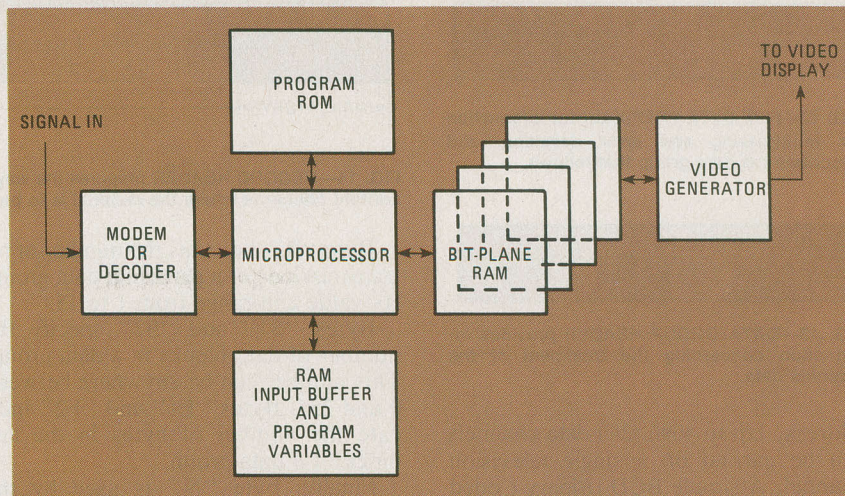 SIGNAL IN
MODEM
OR
DECODER
PROGRAM
ROM
MICROPROCESSOR
RAM
INPUT BUFFER
AND
PROGRAM
VARIABLES
BIT-PLANE
RAM
VIDEO
GENERATOR
TO VIDEO
DISPLAY